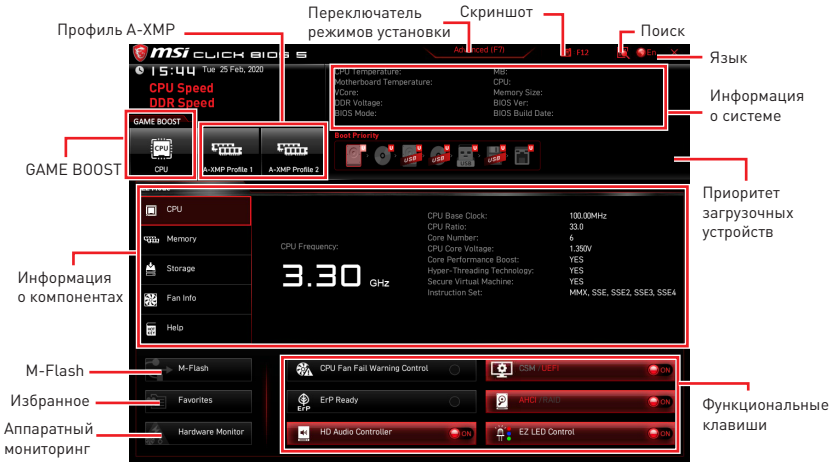 Профиль A-XMP
Переключатель
режимов установки
Скриншот
Поиск
Язык
Информация
о системе
Приоритет
загрузочных
устройств
Функциональные
клавиши
GAME BOOST
Информация
о компонентах
M-Flash
Избранное
Аппаратный
мониторинг
msi CLICK BIOS 5
Advanced (F7)
F12
En
X
15:44 Tue 25 Feb, 2020
CPU Speed
DDR Speed
CPU Temperature:
Motherboard Temperature:
VCore:
DDR Voltage:
BIOS Mode:
MB:
CPU:
Memory Size:
BIOS Ver:
BIOS Build Date:
GAME BOOST
CPU
CPU
A-XMP Profile 1
A-XMP Profile 2
Boot Priority
U
U
USB U
USB U
USB U
USB U
U
CPU
Memory
Storage
Fan Info
Help
CPU Frequency:
3.30 GHz
CPU Base Clock: 100.00MHz
CPU Ratio: 33.0
Core Number: 6
CPU Core Voltage: 1.350V
Core Performance Boost: YES
Hyper-Threading Technology: YES
Secure Virtual Machine: YES
Instruction Set: MMX, SSE, SSE2, SSE3, SSE4
M-Flash
Favorites
Hardware Monitor
CPU Fan Fail Warning Control
CSM /UEFI
ON
ErP
ErP Ready
AHCI /RAID
ON
HD Audio Controller
ON
EZ LED Control
ON